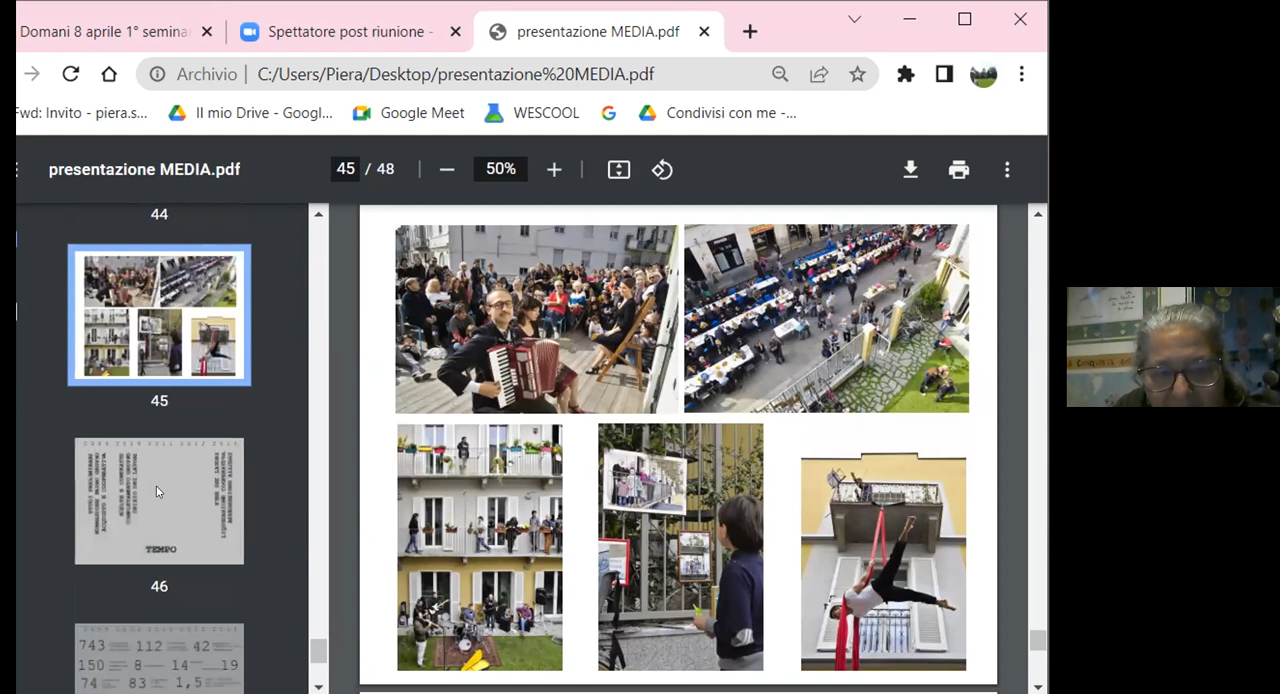 Domani 8 aprile 1° semina
Spettatore post riunione -
presentazione MEDIA.pdf
Archivio | C:/Users/Piera/Desktop/presentazione%20MEDIA.pdf
Fwd: Invito - piera.s...
Il mio Drive - Googl...
Google Meet
WESCOOL
Condivisi con me -...
presentazione MEDIA.pdf
45 / 48
50%
44
45
TEMPO
46
743 112 42
150 8 14 19
74 83 1,5